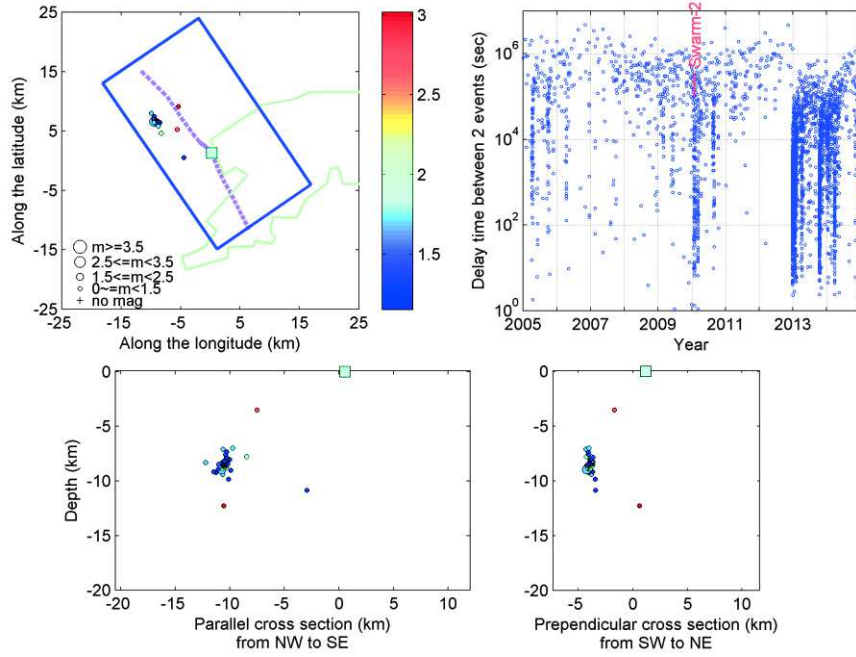 25
15
5
-5
-15
-25
Along the latitude (km)
m>=3.5
2.5<=m<3.5
1.5<=m<2.5
0~=m<1.5
no mag
-25 -15 -5 5 15 25
Along the longitude (km)
3
2.5
2
1.5
Delay time between 2 events (sec)
10^6
10^4
10^2
10^0
Swarm-2
2005 2007 2009 2011 2013
Year
0
-5
-10
-15
-20
Depth (km)
-20 -15 -10 -5 0 5 10
Parallel cross section (km)
from NW to SE
0
-5
-10
-15
-20
-5 0 5 10
Prependicular cross section (km)
from SW to NE